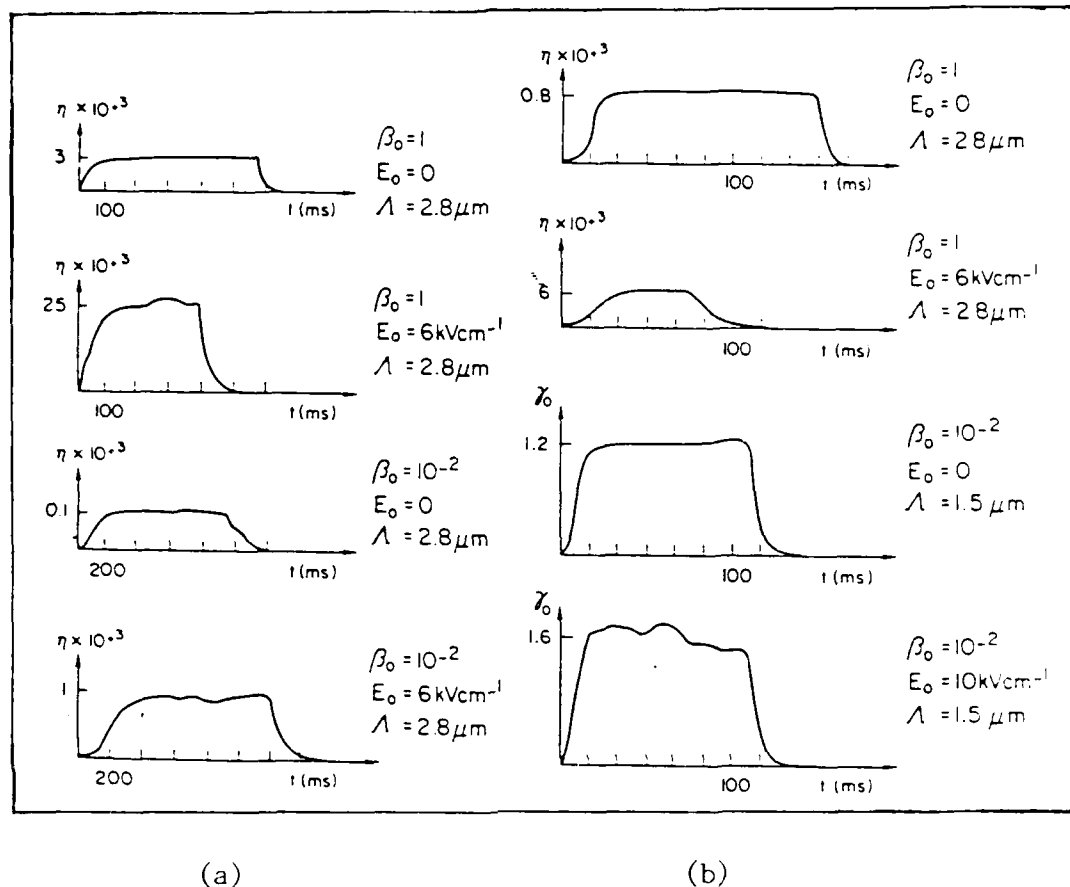 η × 10⁺³
3
100
t (ms)
β₀ = 1
E₀ = 0
Λ = 2.8 μm
η × 10⁺³
25
100
t (ms)
β₀ = 1
E₀ = 6 kVcm⁻¹
Λ = 2.8 μm
η × 10⁺³
0.1
200
t (ms)
β₀ = 10⁻²
E₀ = 0
Λ = 2.8 μm
η × 10⁺³
1
200
t (ms)
β₀ = 10⁻²
E₀ = 6 kVcm⁻¹
Λ = 2.8 μm
(a)
η × 10⁺³
0.8
100
t (ms)
β₀ = 1
E₀ = 0
Λ = 28 μm
η × 10⁺³
6
100
t (ms)
β₀ = 1
E₀ = 6 kVcm⁻¹
Λ = 28 μm
γ₀
1.2
100
t (ms)
β₀ = 10⁻²
E₀ = 0
Λ = 1.5 μm
γ₀
1.6
100
t (ms)
β₀ = 10⁻²
E₀ = 10 kVcm⁻¹
Λ = 1.5 μm
(b)